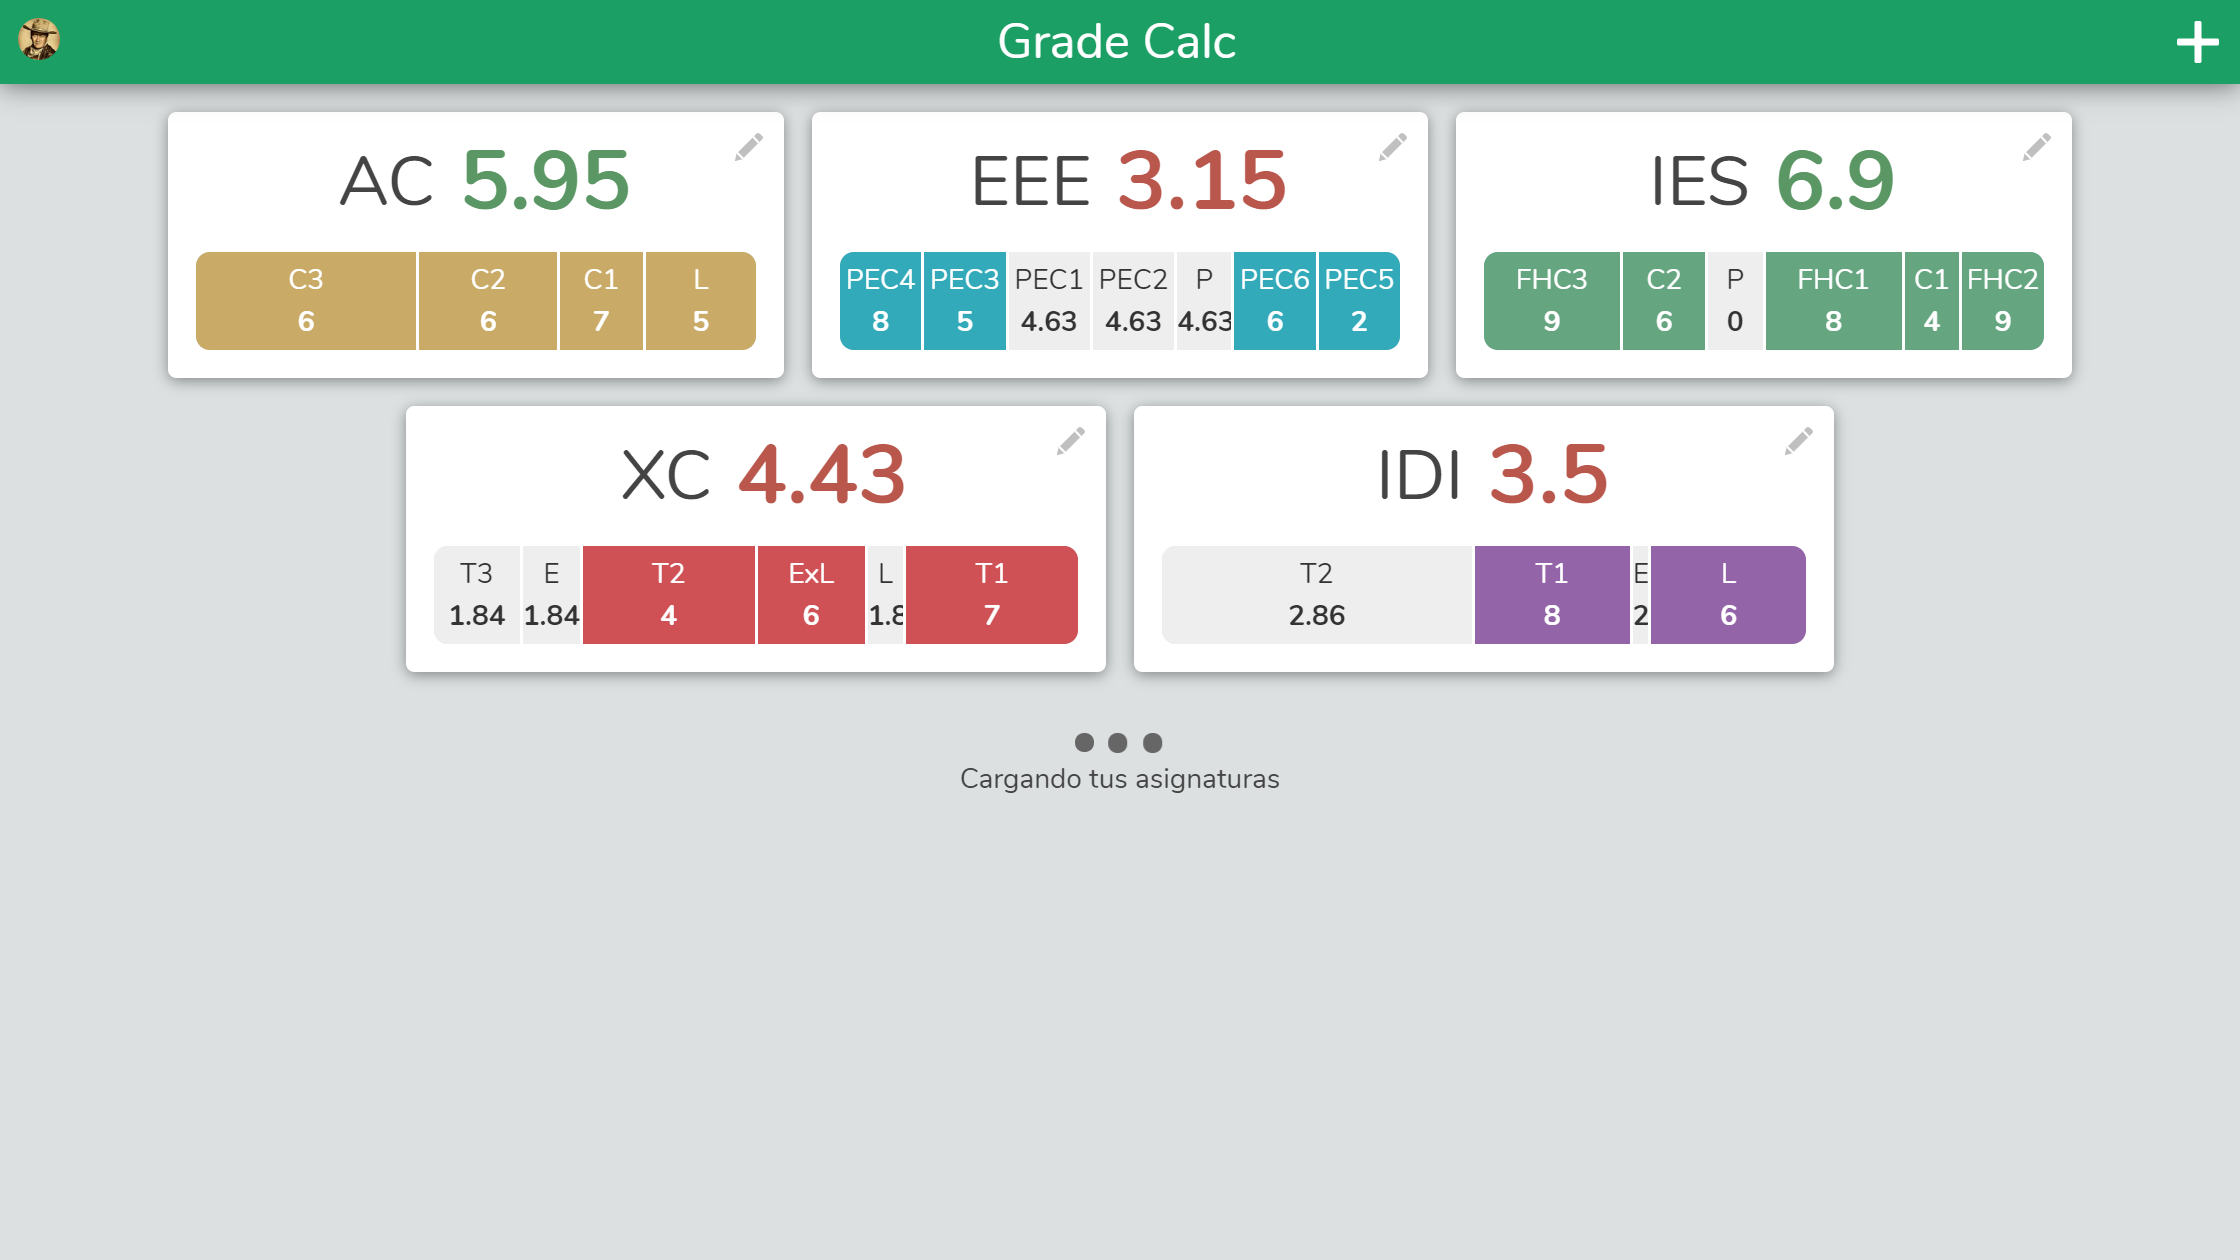 Grade Calc
AC 5.95
C3 C2 C1 L
6 6 7 5
EEE 3.15
PEC4 PEC3 PEC1 PEC2 P PEC6 PEC5
8 5 4.63 4.63 4.63 6 2
IES 6.9
FHC3 C2 P FHC1 C1 FHC2
9 6 0 8 4 9
XC 4.43
T3 E T2 ExL L T1
1.84 1.84 4 6 1.8 7
IDI 3.5
T2 T1 E L
2.86 8 2 6
Cargando tus asignaturas